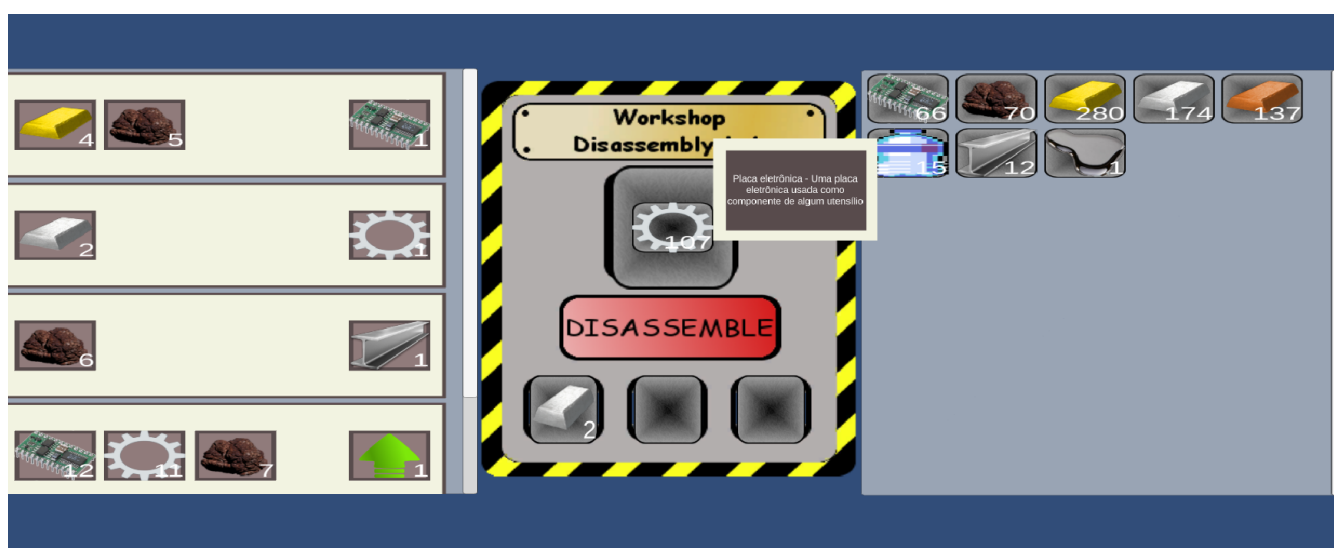 4 5 1
2 1
6 1
12 11 7 1
Workshop
Disassembly
107
DISASSEMBLE
2
Placa eletrônica - Uma placa
eletrônica usada como
componente de algum utensílio
66 70 280 174 137
15 12 1